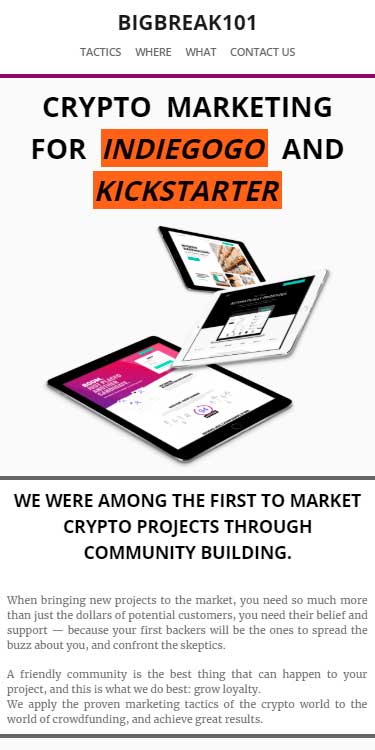 BIGBREAK101
TACTICS WHERE WHAT CONTACT US
CRYPTO MARKETING
FOR INDIEGOGO AND
KICKSTARTER
WE WERE AMONG THE FIRST TO MARKET
CRYPTO PROJECTS THROUGH
COMMUNITY BUILDING.
When bringing new projects to the market, you need so much more
than just the dollars of potential customers, you need their belief and
support — because your first backers will be the ones to spread the
buzz about you, and confront the skeptics.
A friendly community is the best thing that can happen to your
project, and this is what we do best: grow loyalty.
We apply the proven marketing tactics of the crypto world to the
world of crowdfunding, and achieve great results.